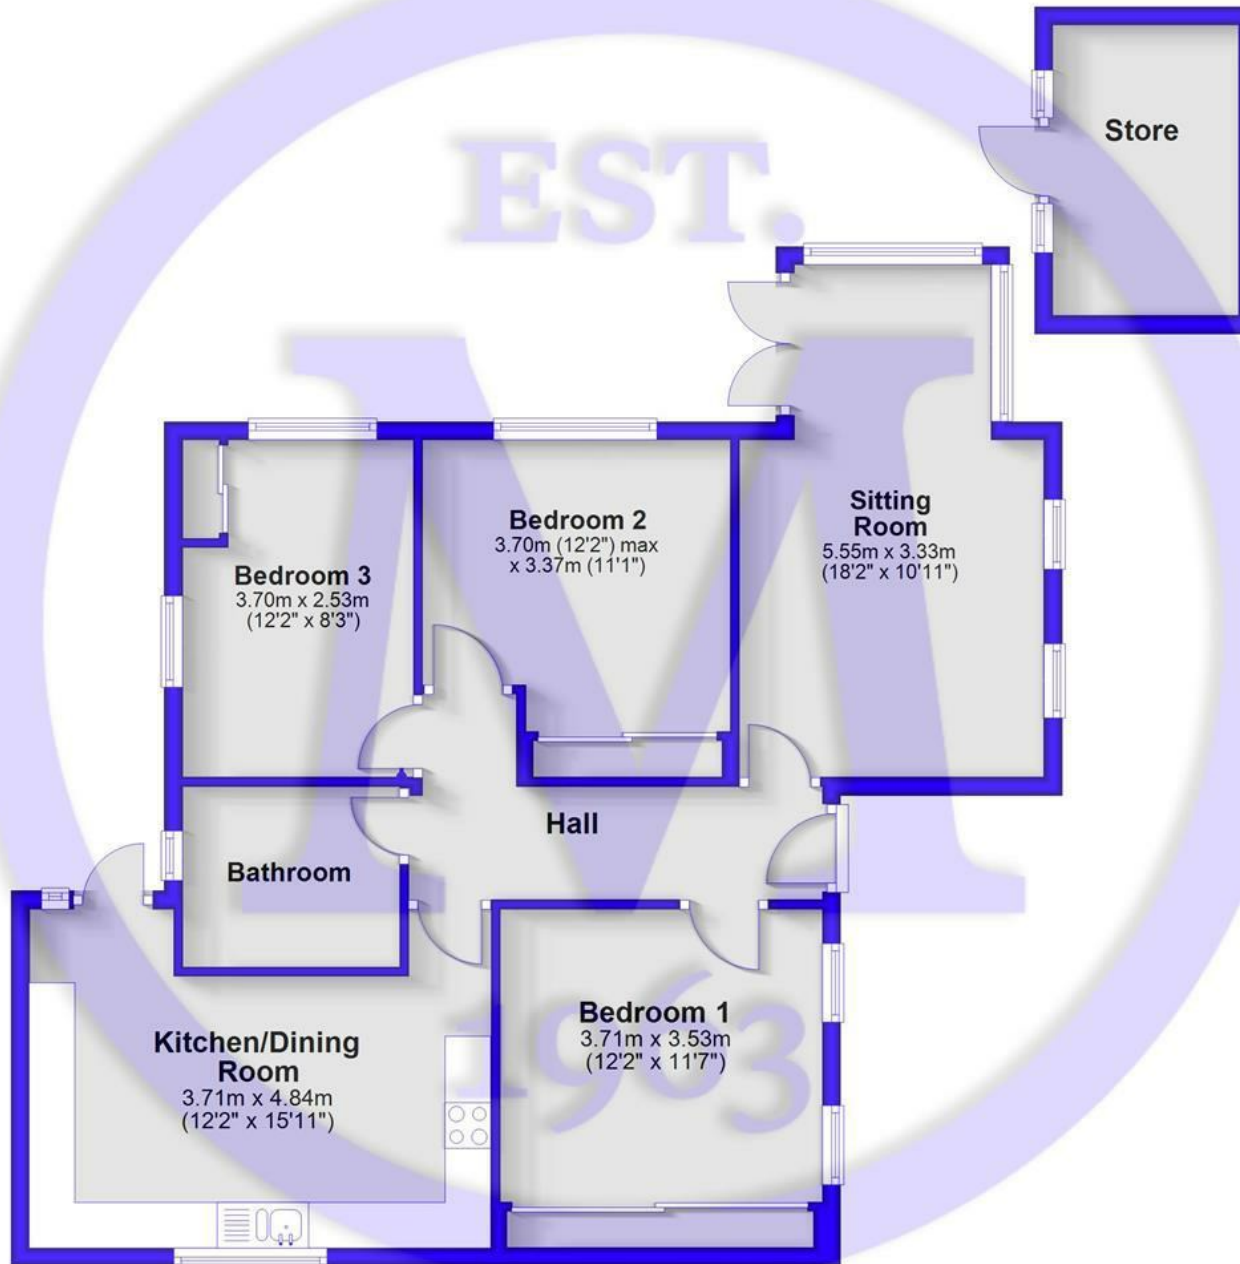 EST.
Store
Sitting
Room
5.55m x 3.33m
(18'2" x 10'11")
Bedroom 2
3.70m (12'2") max
x 3.37m (11'1")
Bedroom 3
3.70m x 2.53m
(12'2" x 8'3")
M
Hall
Bathroom
Bedroom 1
3.71m x 3.53m
(12'2" x 11'7")
Kitchen/Dining
Room
3.71m x 4.84m
(12'2" x 15'11")
1963